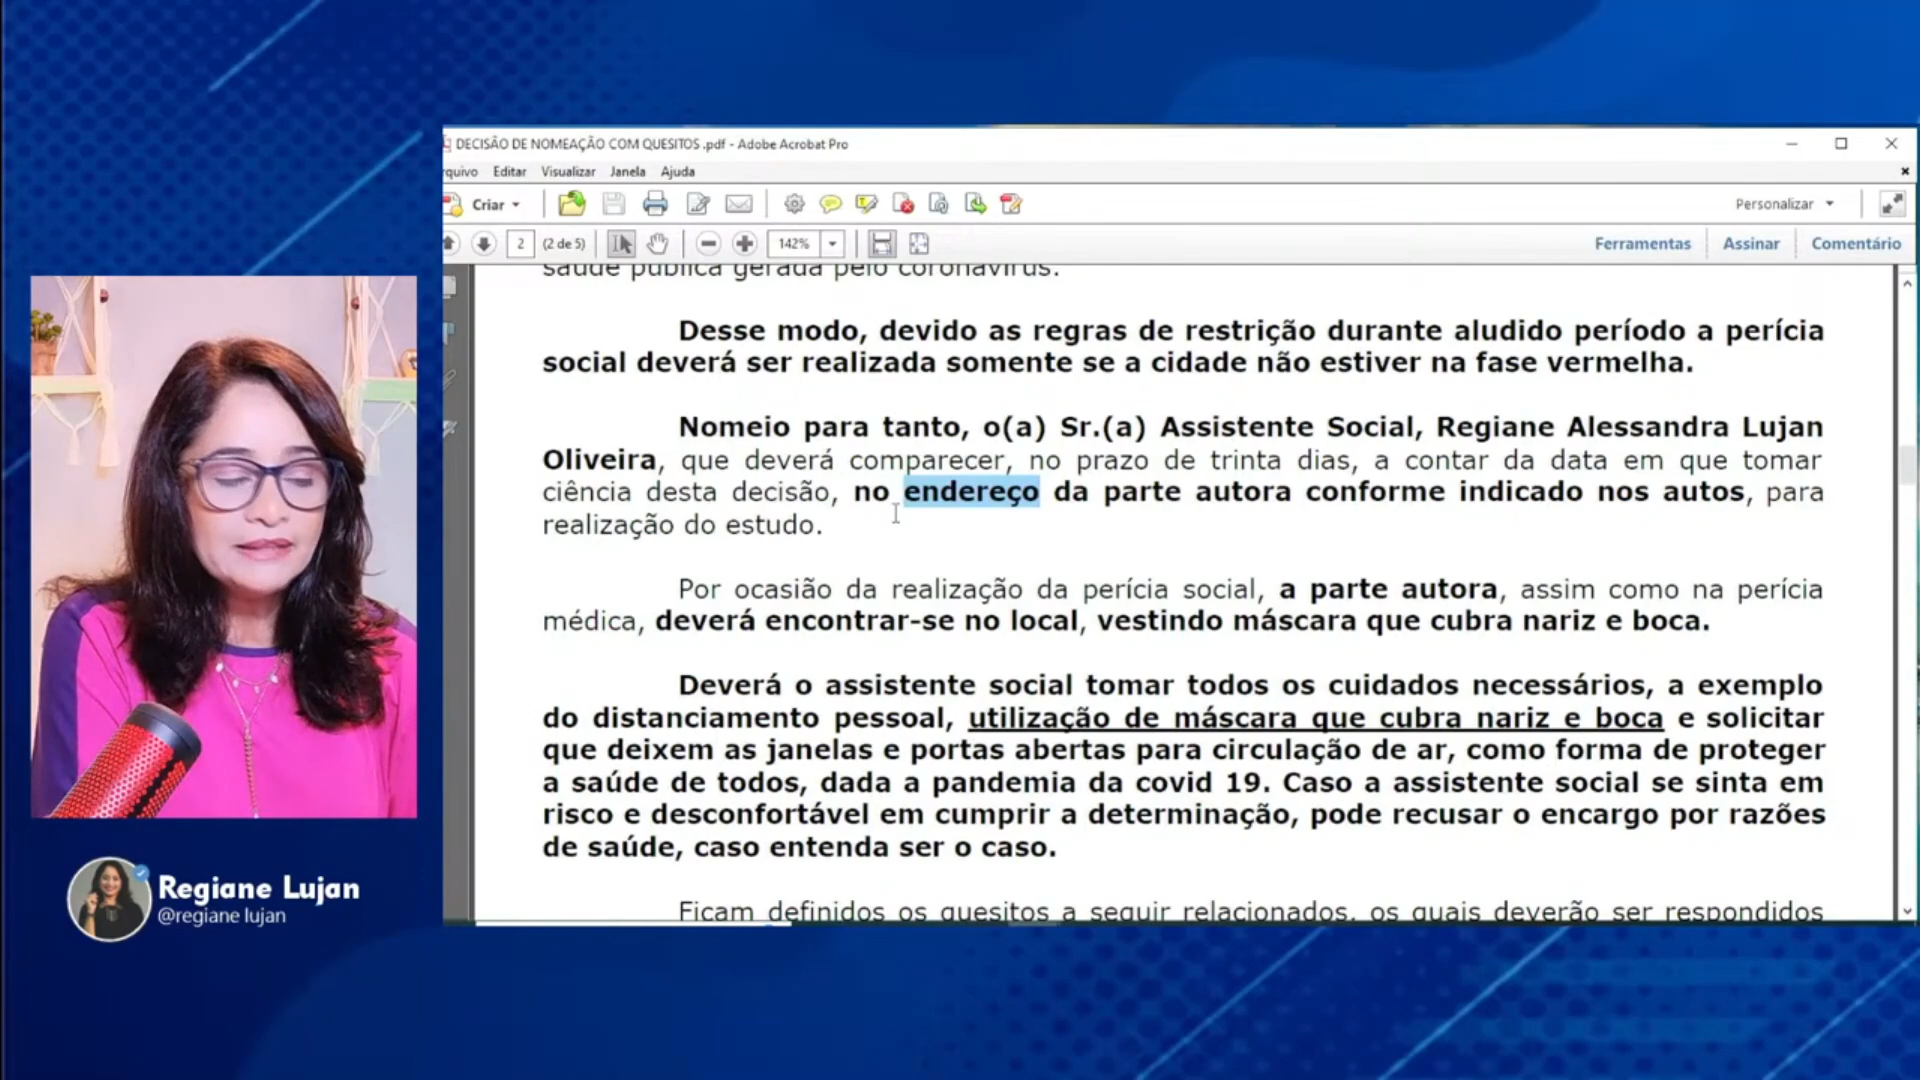 DECISÃO DE NOMEAÇÃO COM QUESITOS .pdf - Adobe Acrobat Pro
rquivo Editar Visualizar Janela Ajuda
Criar
Personalizar
2 (2 de 5) 142%
Ferramentas Assinar Comentário
saúde pública gerada pelo coronavírus.
Desse modo, devido as regras de restrição durante aludido período a perícia
social deverá ser realizada somente se a cidade não estiver na fase vermelha.
Nomeio para tanto, o(a) Sr.(a) Assistente Social, Regiane Alessandra Lujan
Oliveira, que deverá comparecer, no prazo de trinta dias, a contar da data em que tomar
ciência desta decisão, no endereço da parte autora conforme indicado nos autos, para
realização do estudo.
Por ocasião da realização da perícia social, a parte autora, assim como na perícia
médica, deverá encontrar-se no local, vestindo máscara que cubra nariz e boca.
Deverá o assistente social tomar todos os cuidados necessários, a exemplo
do distanciamento pessoal, utilização de máscara que cubra nariz e boca e solicitar
que deixem as janelas e portas abertas para circulação de ar, como forma de proteger
a saúde de todos, dada a pandemia da covid 19. Caso a assistente social se sinta em
risco e desconfortável em cumprir a determinação, pode recusar o encargo por razões
de saúde, caso entenda ser o caso.
Ficam definidos os quesitos a seguir relacionados, os quais deverão ser respondidos
Regiane Lujan
@regiane lujan